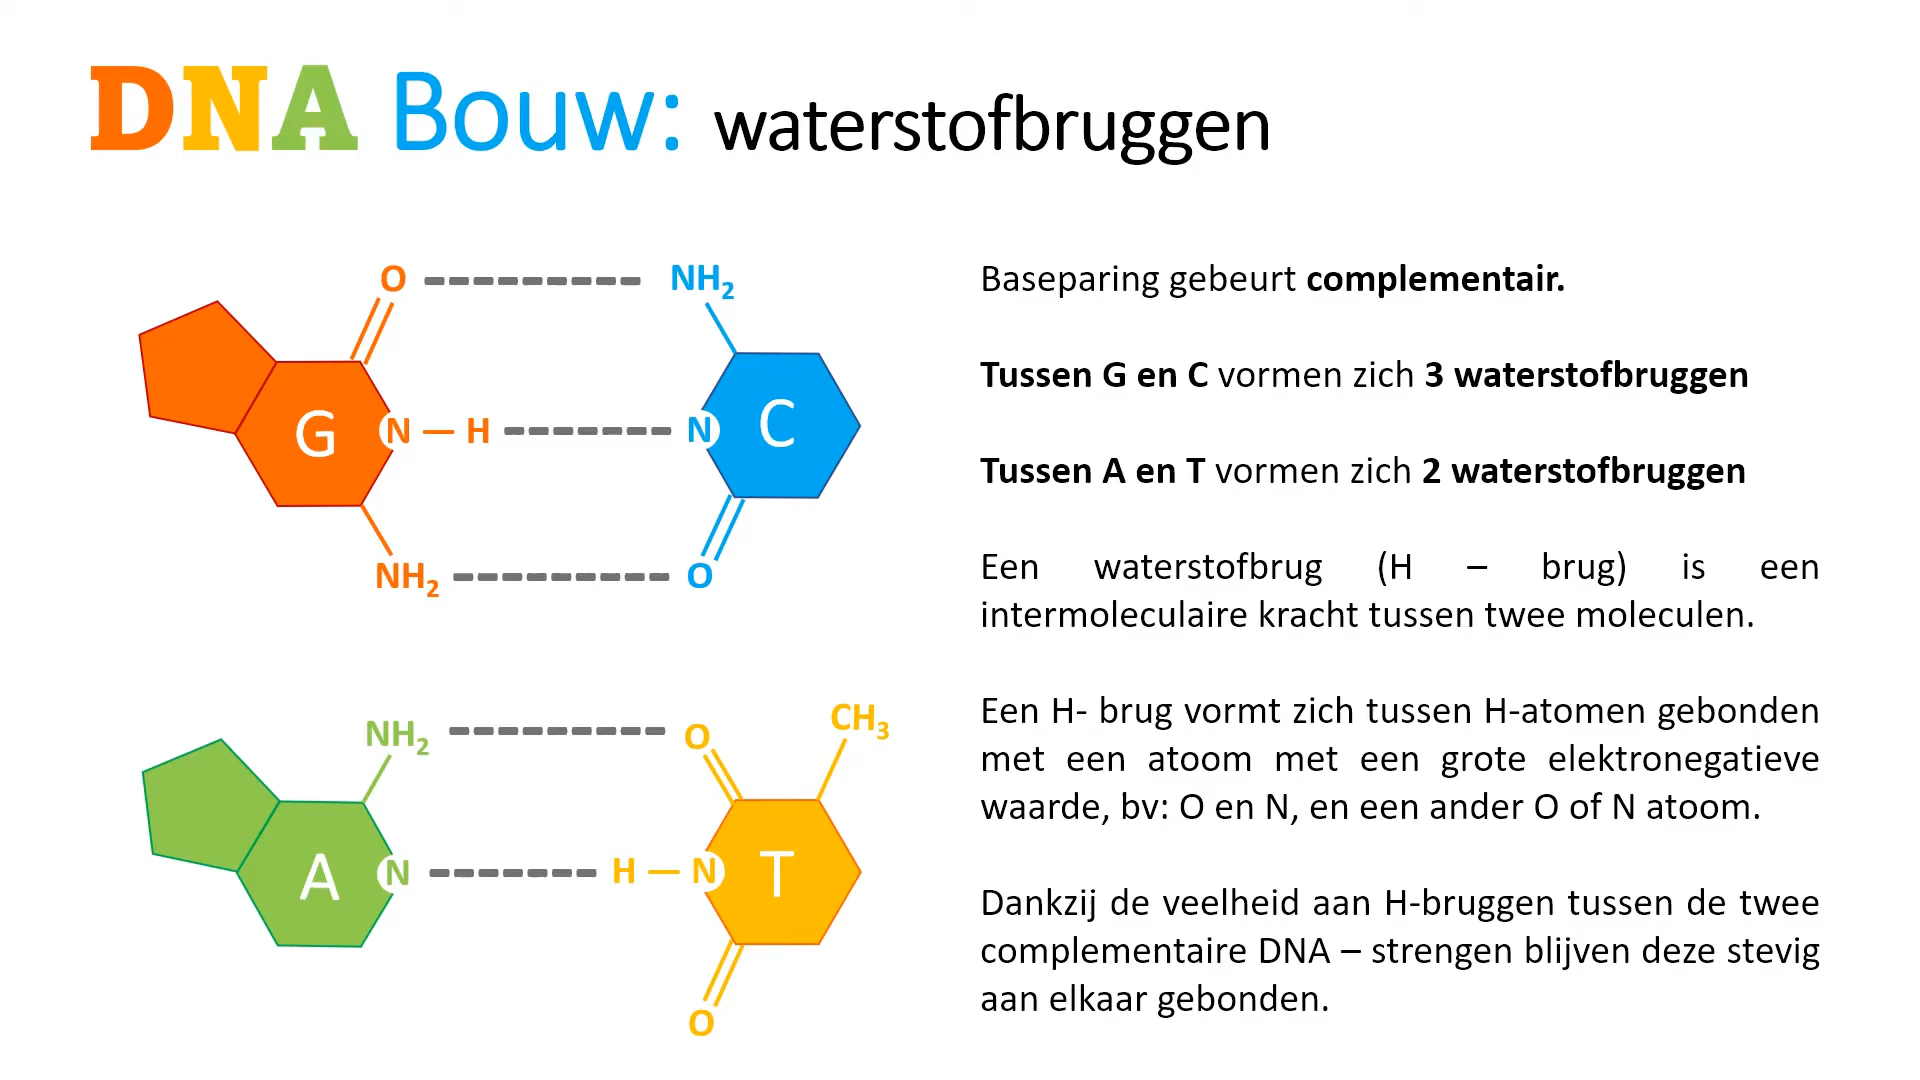 DNA Bouw: waterstofbruggen
O NH₂
G N — H N C
NH₂ O
NH₂ O CH₃
A N H — N T
O
Baseparing gebeurt complementair.
Tussen G en C vormen zich 3 waterstofbruggen
Tussen A en T vormen zich 2 waterstofbruggen
Een waterstofbrug (H – brug) is een
intermoleculaire kracht tussen twee moleculen.
Een H- brug vormt zich tussen H-atomen gebonden
met een atoom met een grote elektronegatieve
waarde, bv: O en N, en een ander O of N atoom.
Dankzij de veelheid aan H-bruggen tussen de twee
complementaire DNA – strengen blijven deze stevig
aan elkaar gebonden.